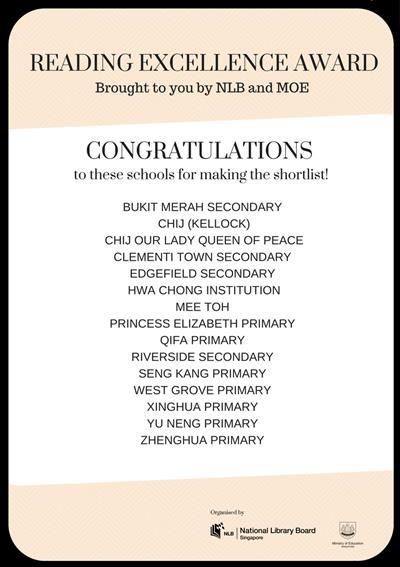 READING EXCELLENCE AWARD
Brought to you by NLB and MOE
CONGRATULATIONS
to these schools for making the shortlist!
BUKIT MERAH SECONDARY
CHIJ (KELLOCK)
CHIJ OUR LADY QUEEN OF PEACE
CLEMENTI TOWN SECONDARY
EDGEFIELD SECONDARY
HWA CHONG INSTITUTION
MEE TOH
PRINCESS ELIZABETH PRIMARY
QIFA PRIMARY
RIVERSIDE SECONDARY
SENG KANG PRIMARY
WEST GROVE PRIMARY
XINGHUA PRIMARY
YU NENG PRIMARY
ZHENGHUA PRIMARY
Organised by
NLB National Library Board
Singapore
Ministry of Education